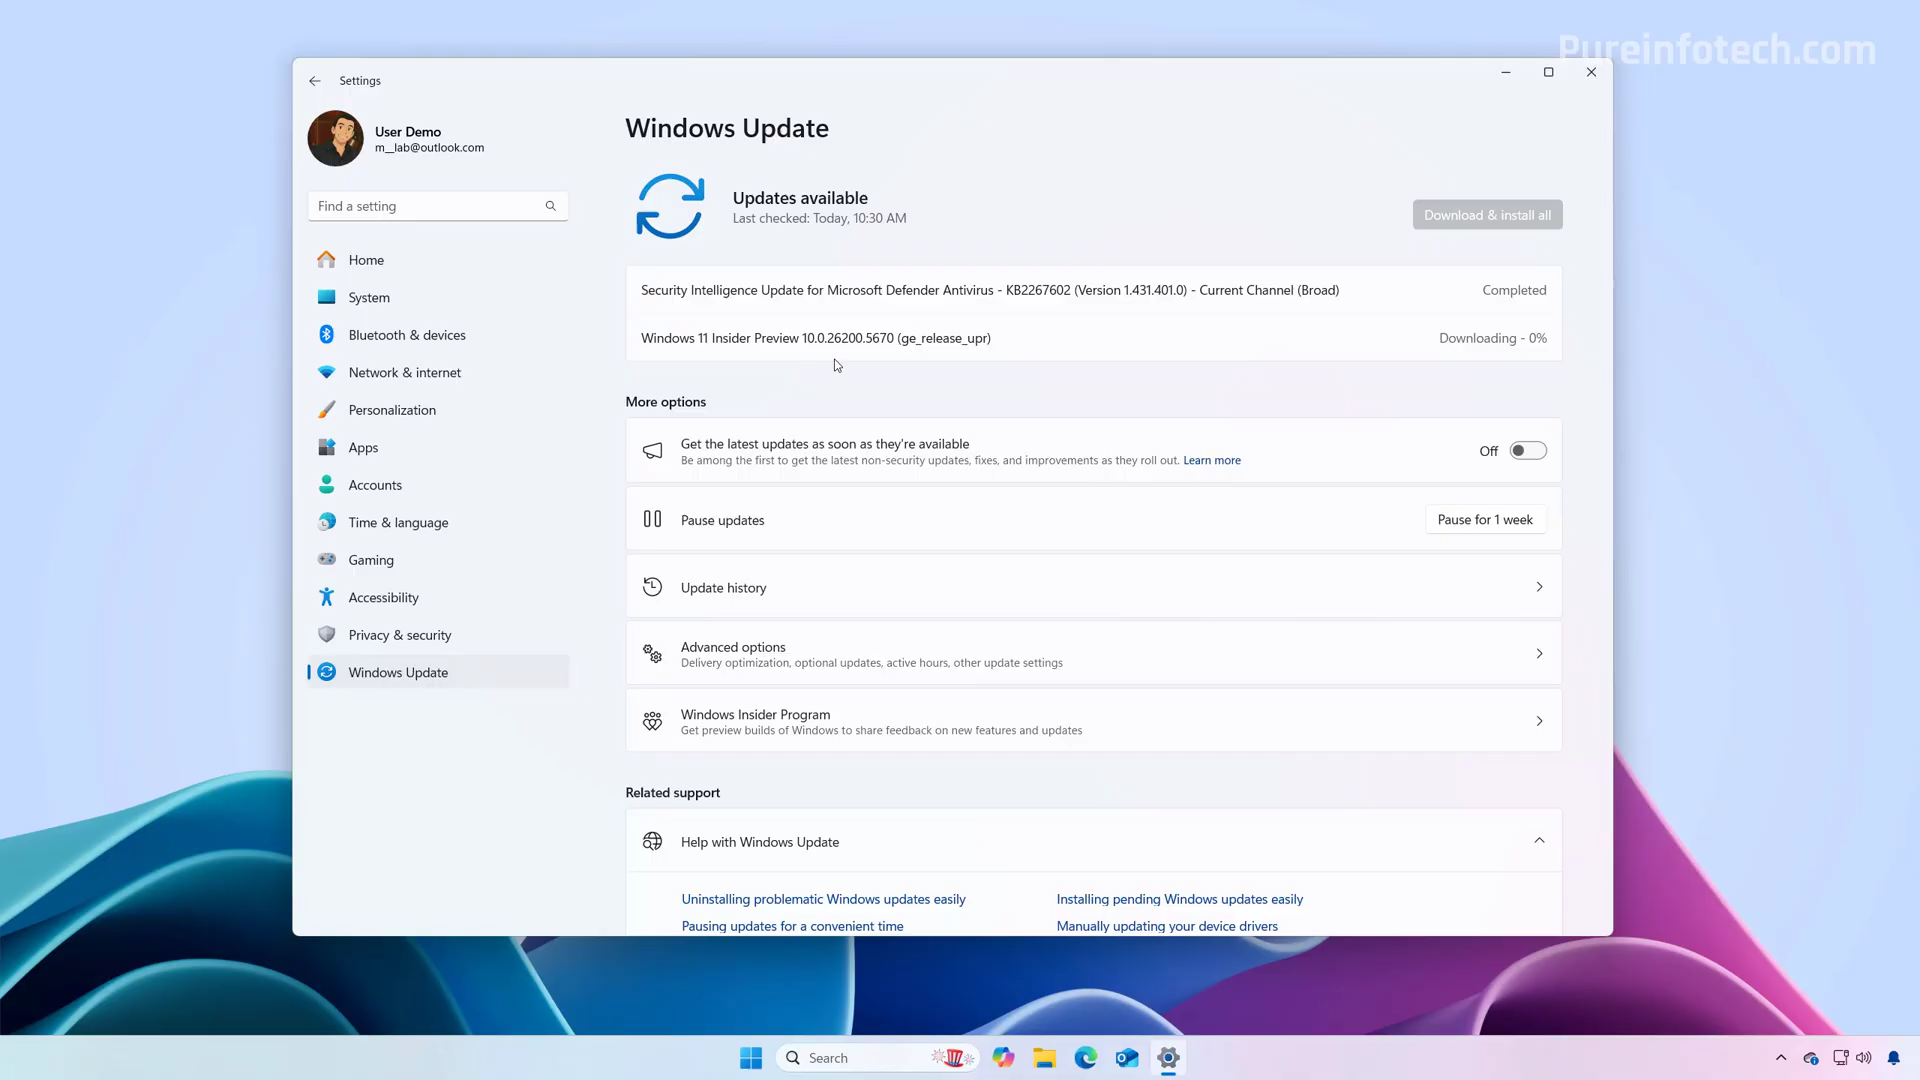 Pureinfotech.com
Settings
User Demo
m__lab@outlook.com
Find a setting
Home
System
Bluetooth & devices
Network & internet
Personalization
Apps
Accounts
Time & language
Gaming
Accessibility
Privacy & security
Windows Update
Windows Update
Updates available
Last checked: Today, 10:30 AM
Download & install all
Security Intelligence Update for Microsoft Defender Antivirus - KB2267602 (Version 1.431.401.0) - Current Channel (Broad)
Completed
Windows 11 Insider Preview 10.0.26200.5670 (ge_release_upr)
Downloading - 0%
More options
Get the latest updates as soon as they're available
Be among the first to get the latest non-security updates, fixes, and improvements as they roll out. Learn more
Off
Pause updates
Pause for 1 week
Update history
Advanced options
Delivery optimization, optional updates, active hours, other update settings
Windows Insider Program
Get preview builds of Windows to share feedback on new features and updates
Related support
Help with Windows Update
Uninstalling problematic Windows updates easily
Installing pending Windows updates easily
Pausing updates for a convenient time
Manually updating your device drivers
Search